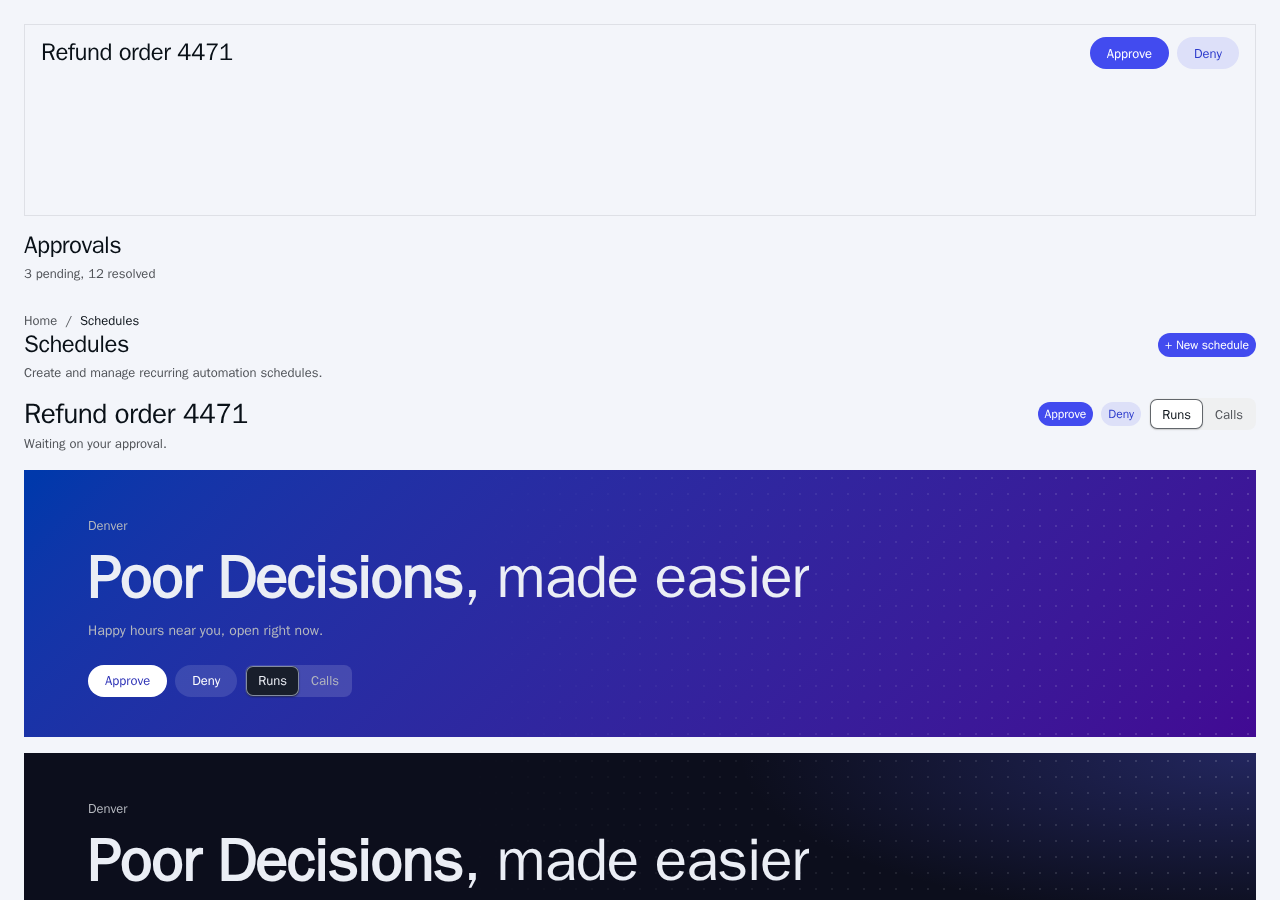 Refund order 4471 Approve Deny
Approvals
3 pending, 12 resolved
Home / Schedules
Schedules + New schedule
Create and manage recurring automation schedules.
Refund order 4471 Approve Deny Runs Calls
Waiting on your approval.
Denver
Poor Decisions, made easier
Happy hours near you, open right now.
Approve Deny Runs Calls
Denver
Poor Decisions, made easier